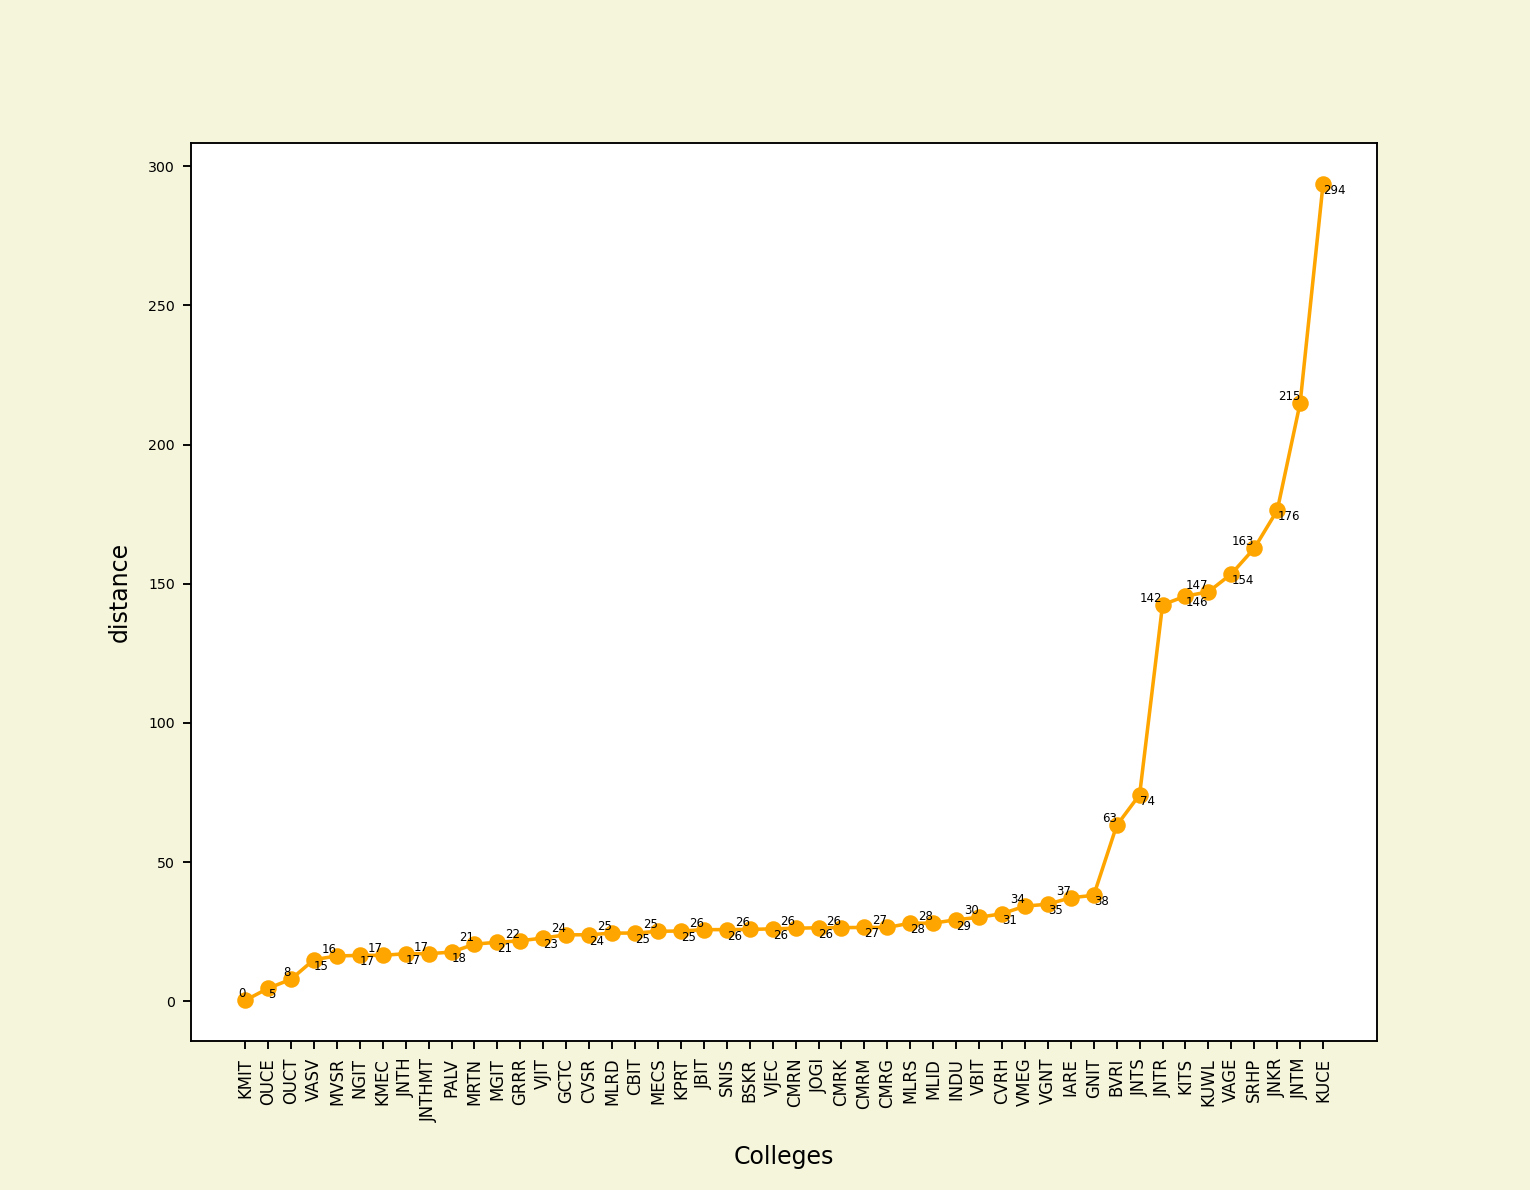 300
250
200
150
100
50
0
distance
0
5
8
15
16
17
17
17
17
18
21
21
22
23
24
24
25
25
25
25
26
26
26
26
26
26
26
27
27
28
28
29
30
31
34
35
37
38
63
74
142
146
147
154
163
176
215
294
KMIT
OUCE
OUCT
VASV
MVSR
NGIT
KMEC
JNTH
JNTHMT
PALV
MRTN
MGIT
GRRR
VJIT
GCTC
CVSR
MLRD
CBIT
MECS
KPRT
JBIT
SNIS
BSKR
VJEC
CMRN
JOGI
CMRK
CMRM
CMRG
MLRS
MLID
INDU
VBIT
CVRH
VMEG
VGNT
IARE
GNIT
BVRI
JNTS
JNTR
KITS
KUWL
VAGE
SRHP
JNKR
JNTM
KUCE
Colleges